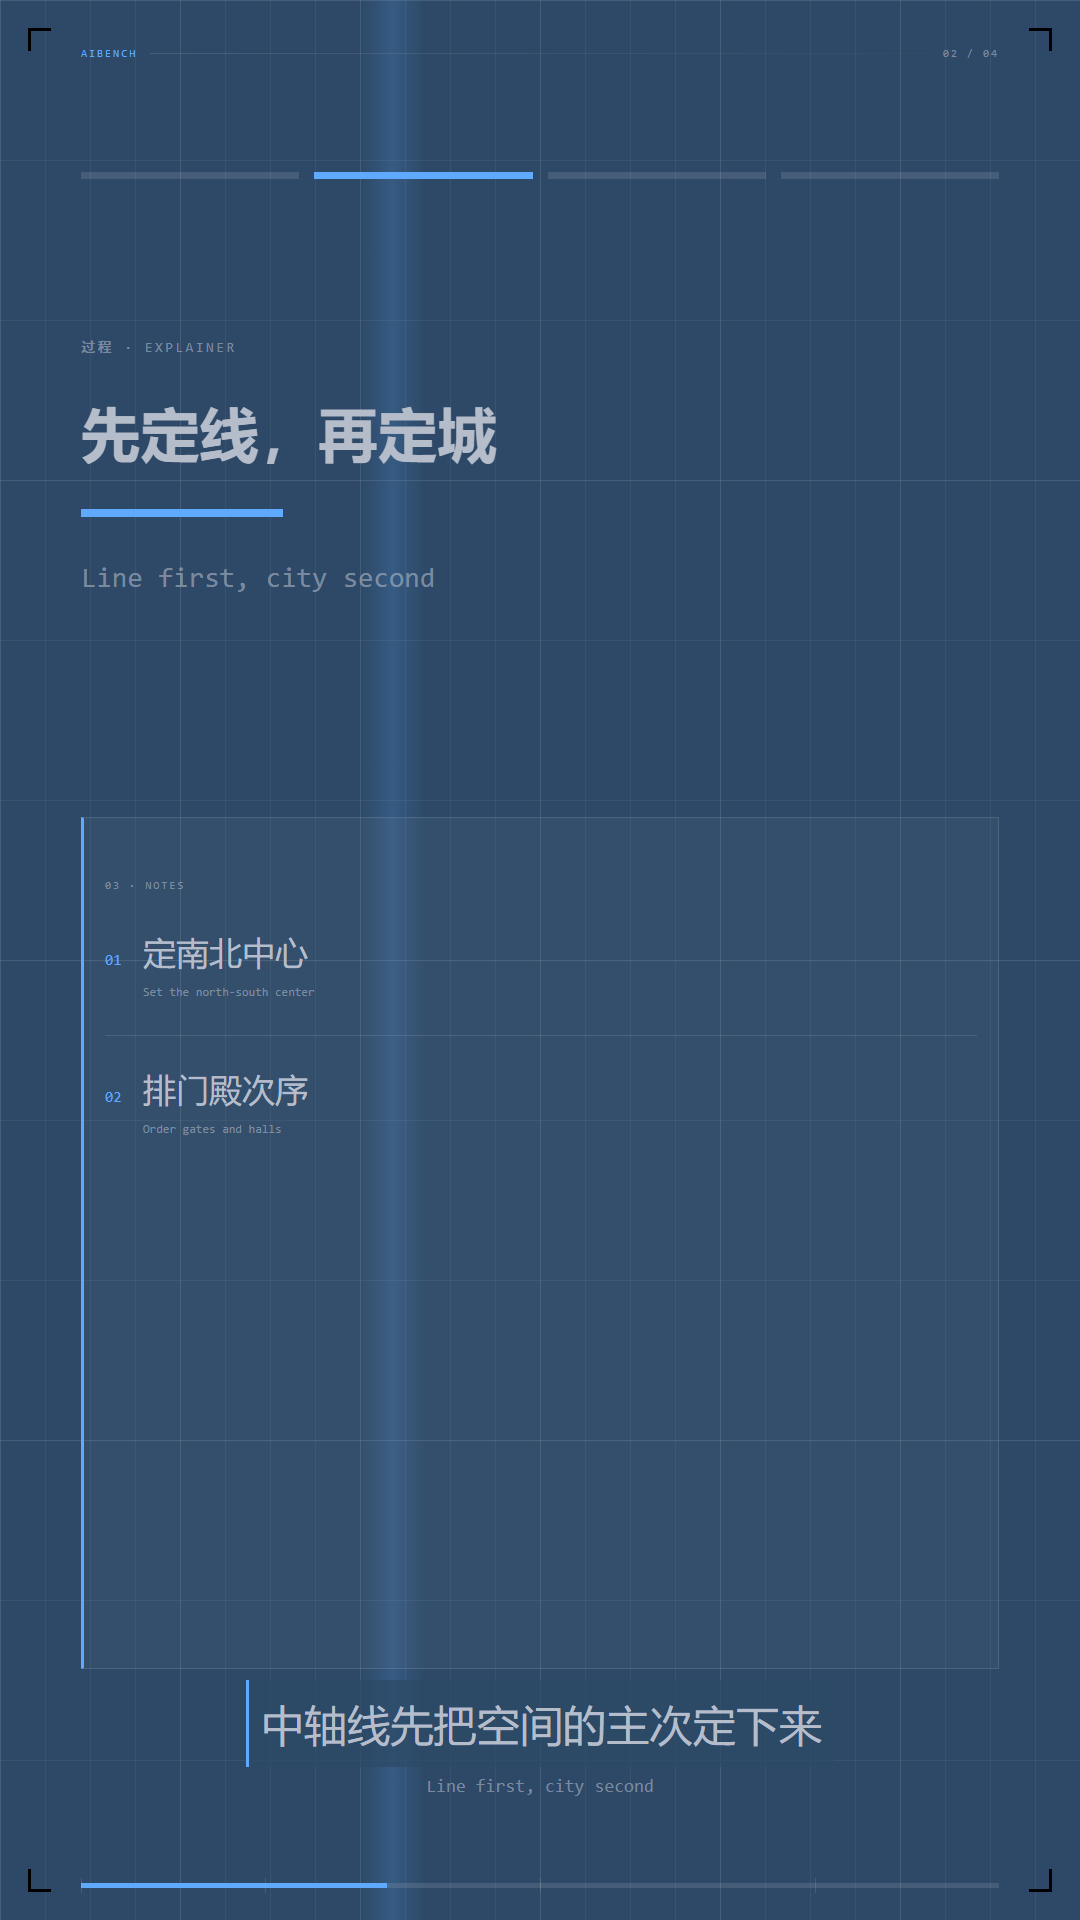 AIBENCH
02 / 04
过程 · EXPLAINER
先定线，再定城
Line first, city second
03 · NOTES
01 定南北中心
Set the north-south center
02 排门殿次序
Order gates and halls
中轴线先把空间的主次定下来
Line first, city second